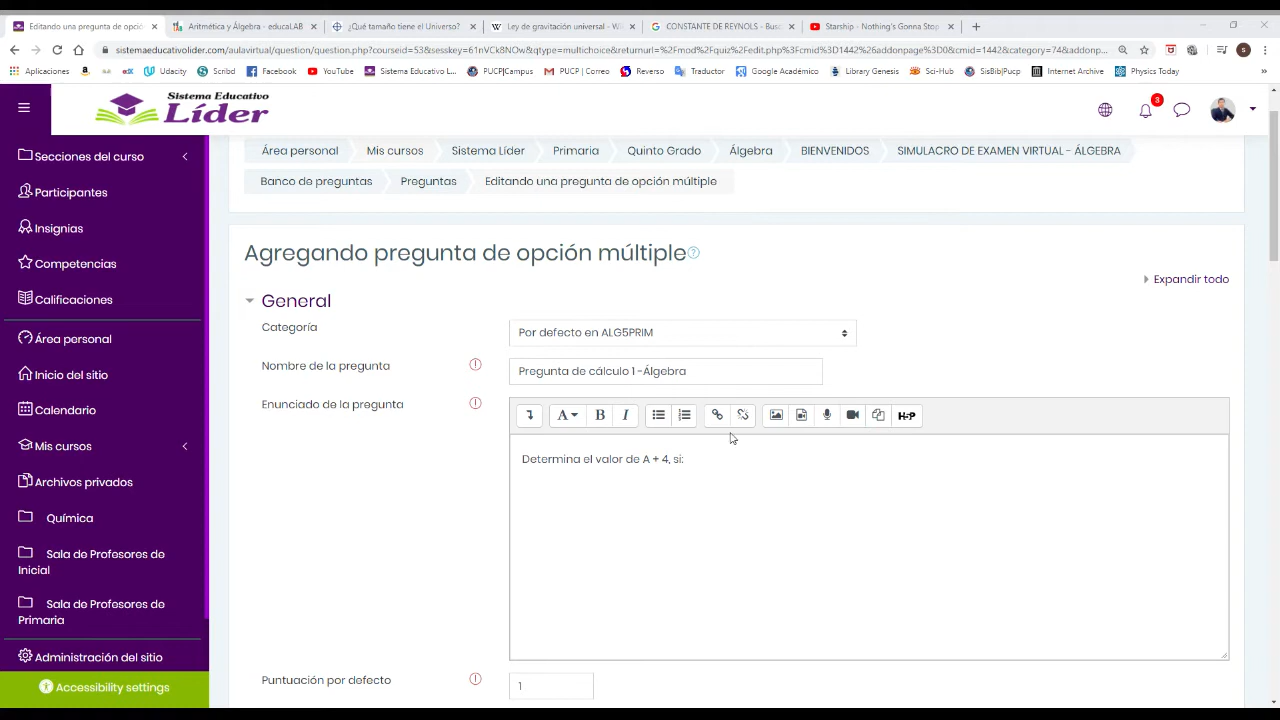 Editando una pregunta de opció
Aritmética y Álgebra - educaLAB
¿Qué tamaño tiene el Universo?
Ley de gravitación universal - Wi
CONSTANTE DE REYNOLS - Bus
Starship - Nothing's Gonna Stop
sistemaeducativolider.com/aulavirtual/question/question.php?courseid=53&sesskey=61nVCk8NOw&qtype=multichoice&returnurl=%2Fmod%2Fquiz%2Fedit.php%3Fcmid%3D1442%26addonpage%3D0&cmid=1442&category=74&addonp...
Aplicaciones
Udacity
Scribd
Facebook
YouTube
Sistema Educativo L...
PUCP|Campus
PUCP | Correo
Reverso
Traductor
Google Académico
Library Genesis
Sci-Hub
SisBib|Pucp
Internet Archive
Physics Today
Sistema Educativo
Líder
3
Secciones del curso
Participantes
Insignias
Competencias
Calificaciones
Área personal
Inicio del sitio
Calendario
Mis cursos
Archivos privados
Química
Sala de Profesores de
Inicial
Sala de Profesores de
Primaria
Administración del sitio
Accessibility settings
Área personal
Mis cursos
Sistema Líder
Primaria
Quinto Grado
Álgebra
BIENVENIDOS
SIMULACRO DE EXAMEN VIRTUAL - ÁLGEBRA
Banco de preguntas
Preguntas
Editando una pregunta de opción múltiple
Agregando pregunta de opción múltiple
Expandir todo
General
Categoría
Por defecto en ALG5PRIM
Nombre de la pregunta
Pregunta de cálculo 1 -Álgebra
Enunciado de la pregunta
A B I H-P
Determina el valor de A + 4, si:
Puntuación por defecto
1